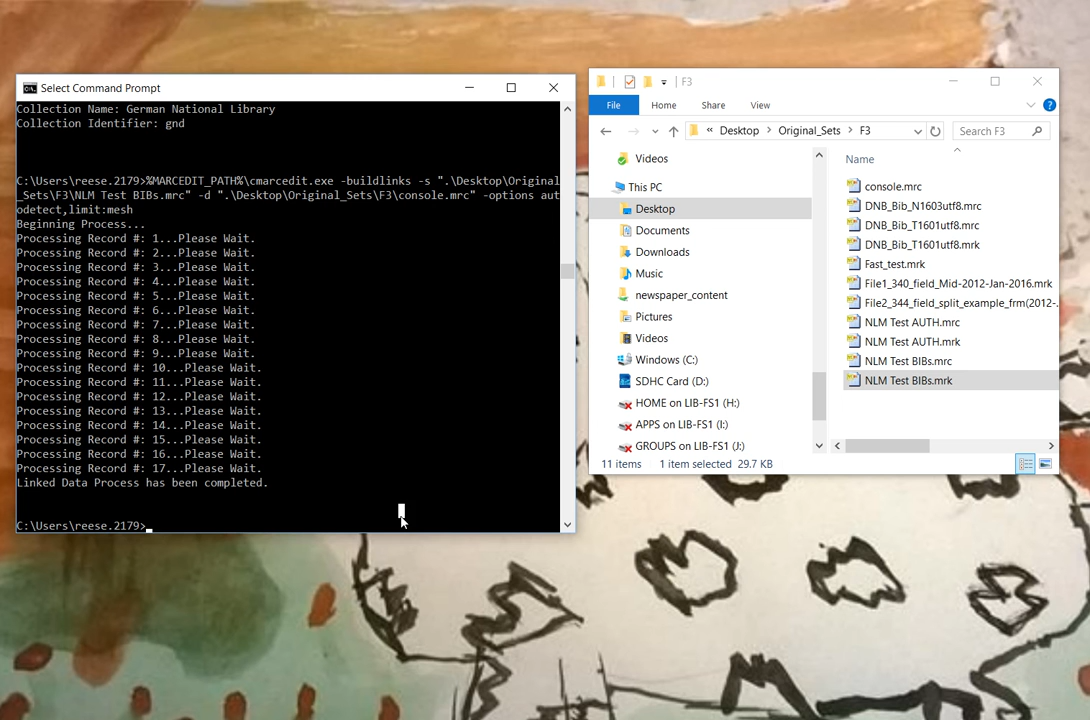 Select Command Prompt
Collection Name: German National Library
Collection Identifier: gnd
C:\Users\reese.2179>%MARCEDIT_PATH%\cmarcedit.exe -buildlinks -s ".\Desktop\Original
_Sets\F3\NLM Test BIBs.mrc" -d ".\Desktop\Original_Sets\F3\console.mrc" -options aut
odetect,limit:mesh
Beginning Process...
Processing Record #: 1...Please Wait.
Processing Record #: 2...Please Wait.
Processing Record #: 3...Please Wait.
Processing Record #: 4...Please Wait.
Processing Record #: 5...Please Wait.
Processing Record #: 6...Please Wait.
Processing Record #: 7...Please Wait.
Processing Record #: 8...Please Wait.
Processing Record #: 9...Please Wait.
Processing Record #: 10...Please Wait.
Processing Record #: 11...Please Wait.
Processing Record #: 12...Please Wait.
Processing Record #: 13...Please Wait.
Processing Record #: 14...Please Wait.
Processing Record #: 15...Please Wait.
Processing Record #: 16...Please Wait.
Processing Record #: 17...Please Wait.
Linked Data Process has been completed.
C:\Users\reese.2179>
F3
File Home Share View
« Desktop > Original_Sets > F3
Search F3
Videos
This PC
Desktop
Documents
Downloads
Music
newspaper_content
Pictures
Videos
Windows (C:)
SDHC Card (D:)
HOME on LIB-FS1 (H:)
APPS on LIB-FS1 (I:)
GROUPS on LIB-FS1 (J:)
Name
console.mrc
DNB_Bib_N1603utf8.mrc
DNB_Bib_T1601utf8.mrc
DNB_Bib_T1601utf8.mrk
Fast_test.mrk
File1_340_field_Mid-2012-Jan-2016.mrk
File2_344_field_split_example_frm(2012-.
NLM Test AUTH.mrc
NLM Test AUTH.mrk
NLM Test BIBs.mrc
NLM Test BIBs.mrk
11 items 1 item selected 29.7 KB